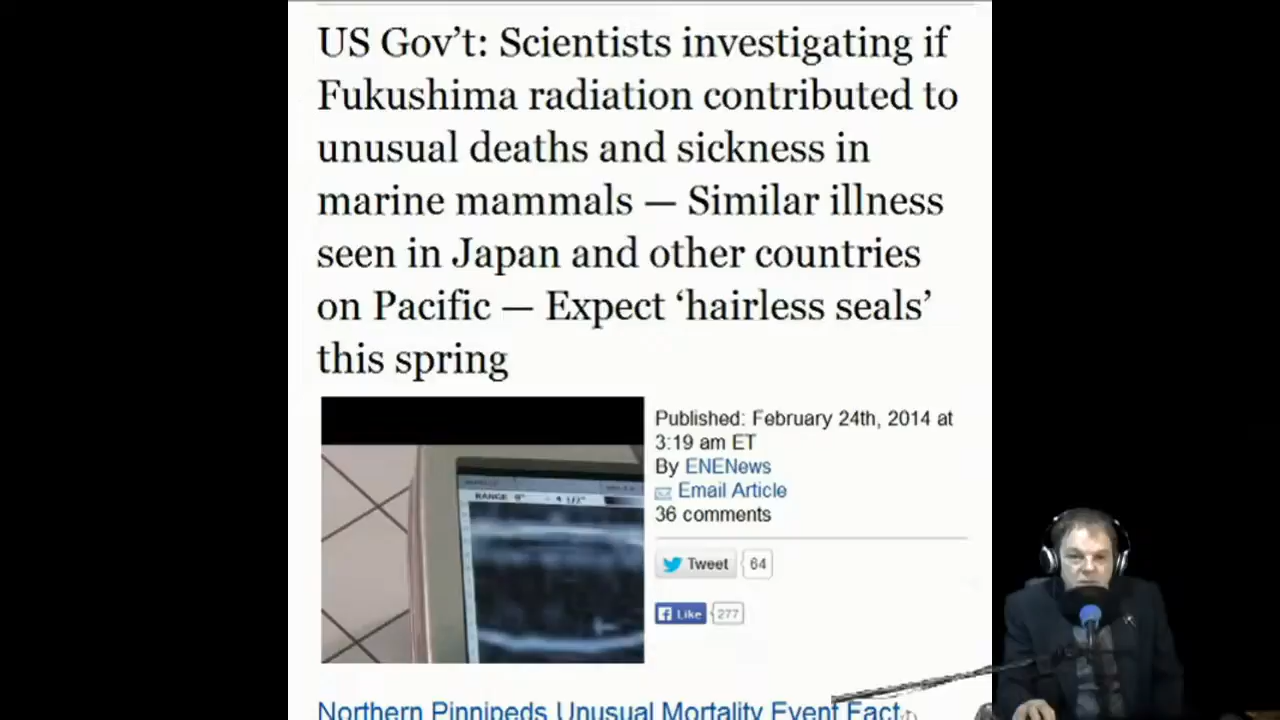 US Gov’t: Scientists investigating if
Fukushima radiation contributed to
unusual deaths and sickness in
marine mammals — Similar illness
seen in Japan and other countries
on Pacific — Expect ‘hairless seals’
this spring
Published: February 24th, 2014 at
3:19 am ET
By ENENews
Email Article
36 comments
Tweet 64
Like 277
RANGE
Northern Pinnipeds Unusual Mortality Event Fact